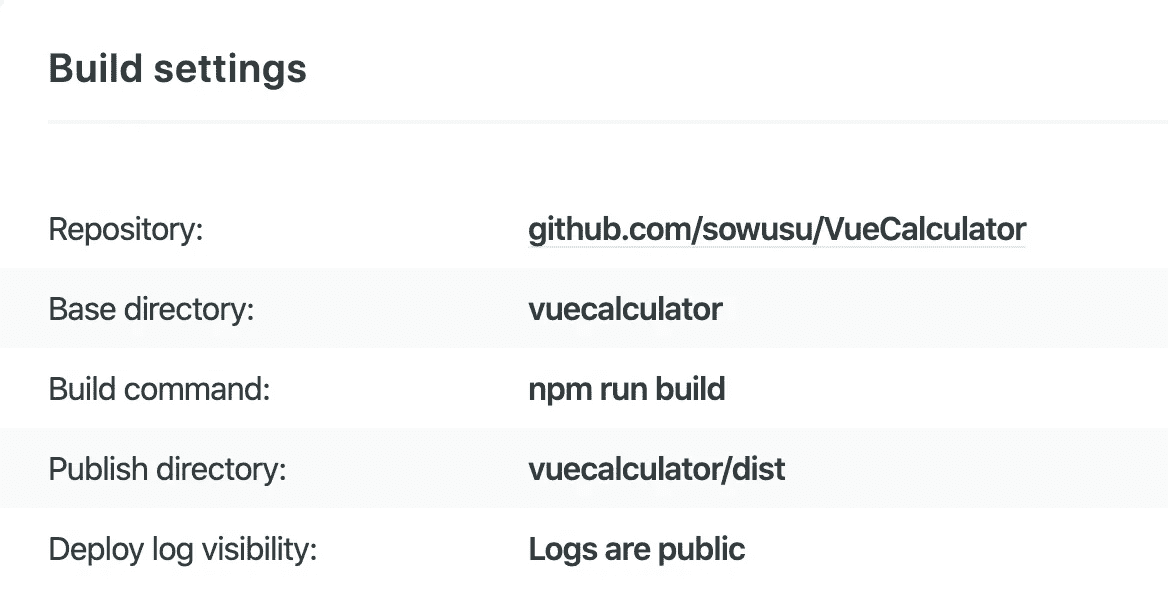 Build settings
Repository: github.com/sowusu/VueCalculator
Base directory: vuecalculator
Build command: npm run build
Publish directory: vuecalculator/dist
Deploy log visibility: Logs are public